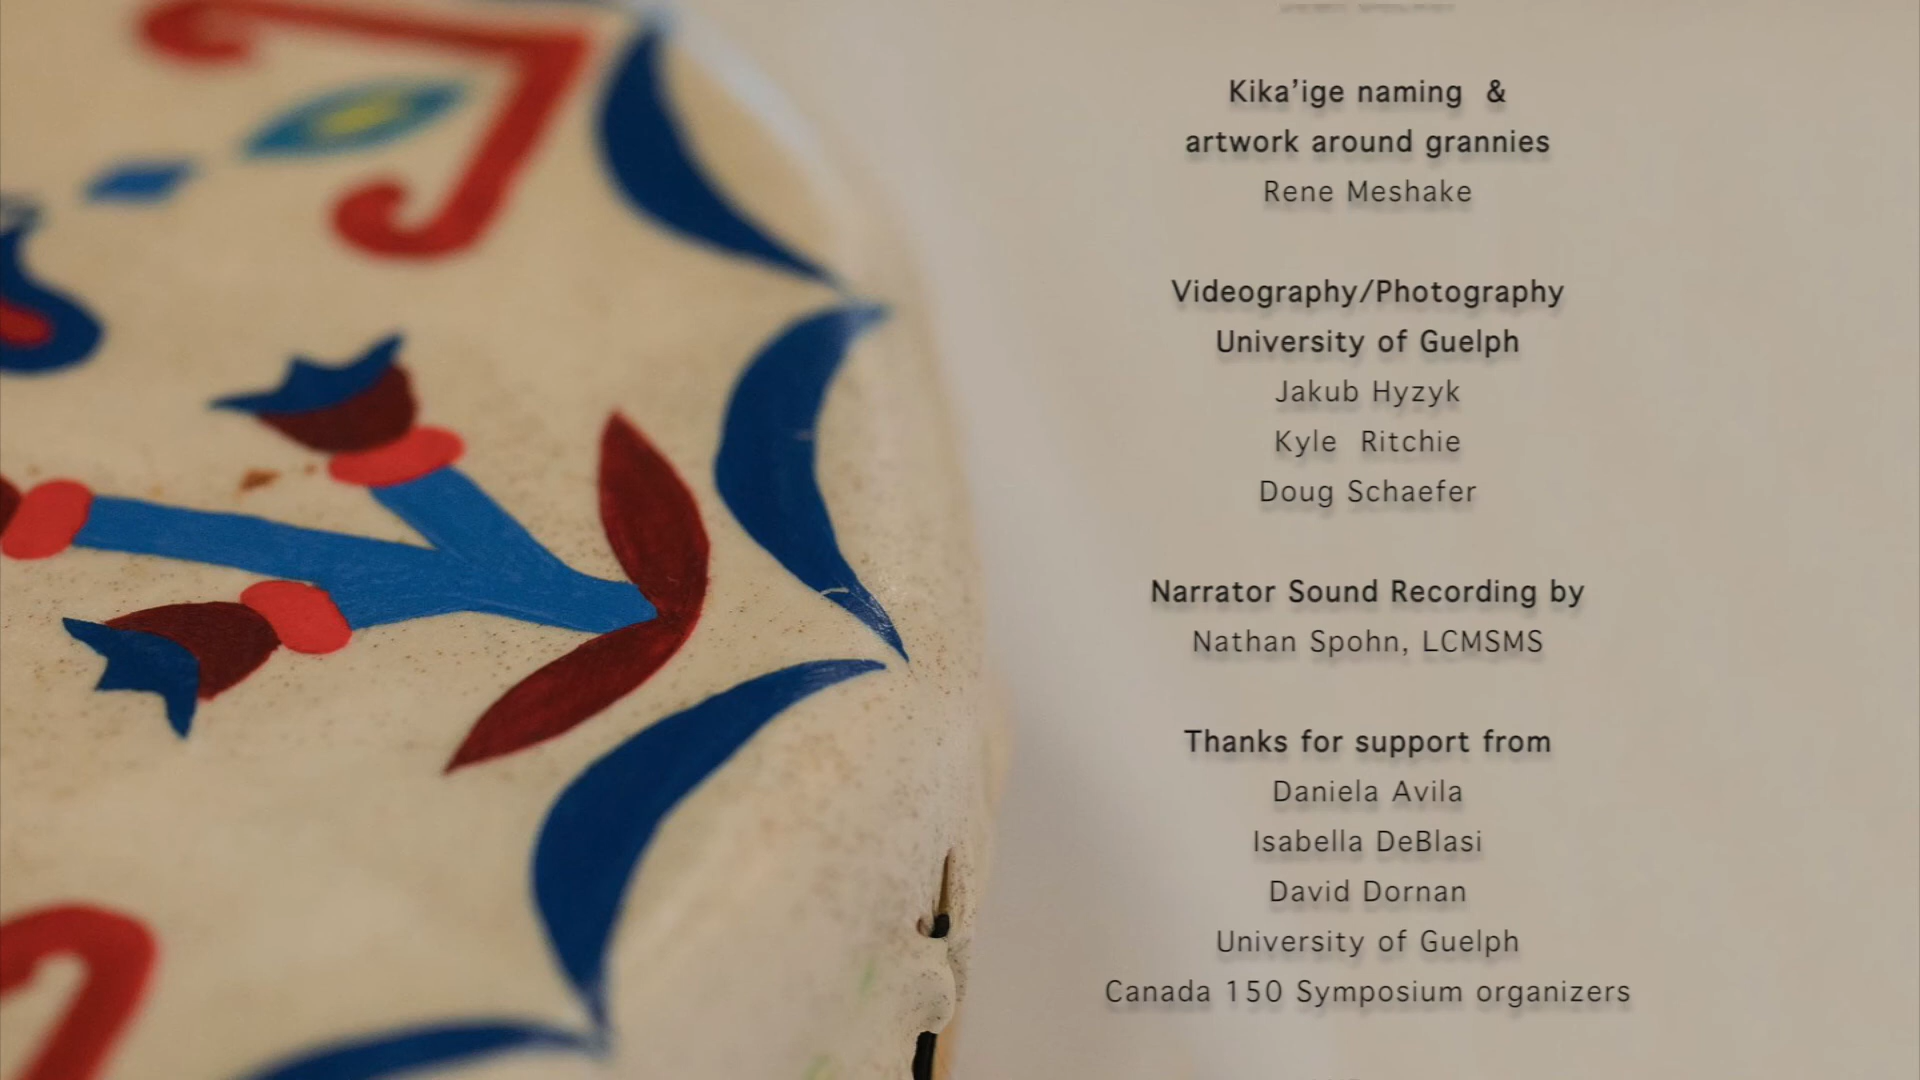 Kika’ige naming &
artwork around grannies
Rene Meshake
Videography/Photography
University of Guelph
Jakub Hyzyk
Kyle Ritchie
Doug Schaefer
Narrator Sound Recording by
Nathan Spohn, LCMSMS
Thanks for support from
Daniela Avila
Isabella DeBlasi
David Dornan
University of Guelph
Canada 150 Symposium organizers